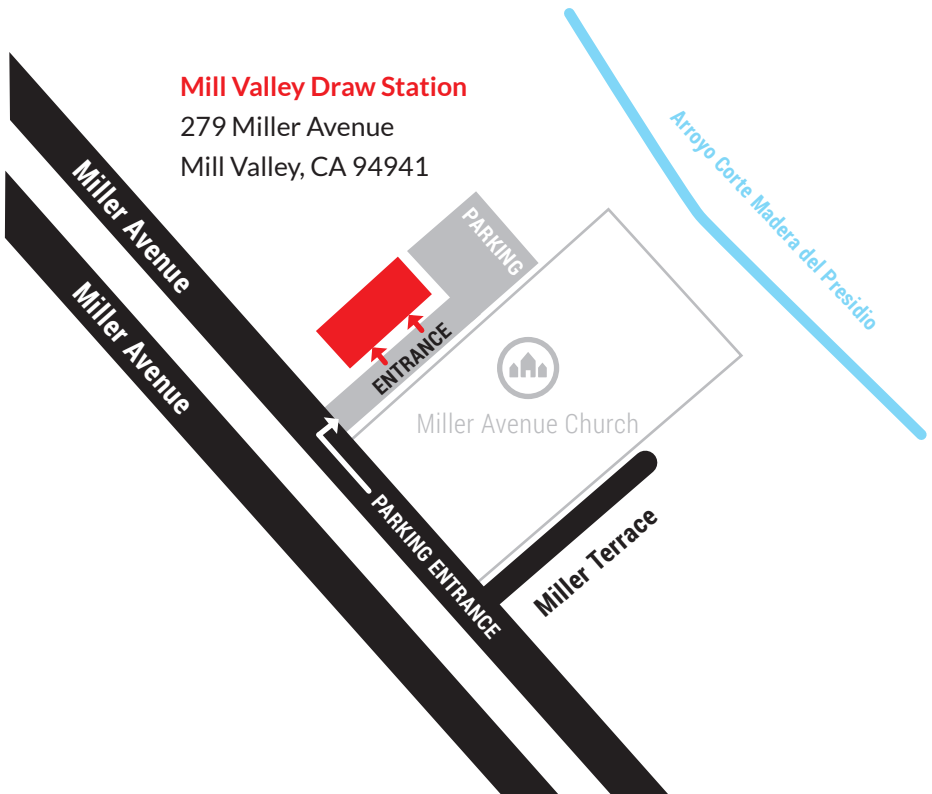 Mill Valley Draw Station
279 Miller Avenue
Mill Valley, CA 94941
Arroyo Corte Madera del Presidio
Miller Avenue
PARKING
Miller Avenue
ENTRANCE
Miller Avenue Church
PARKING ENTRANCE
Miller Terrace